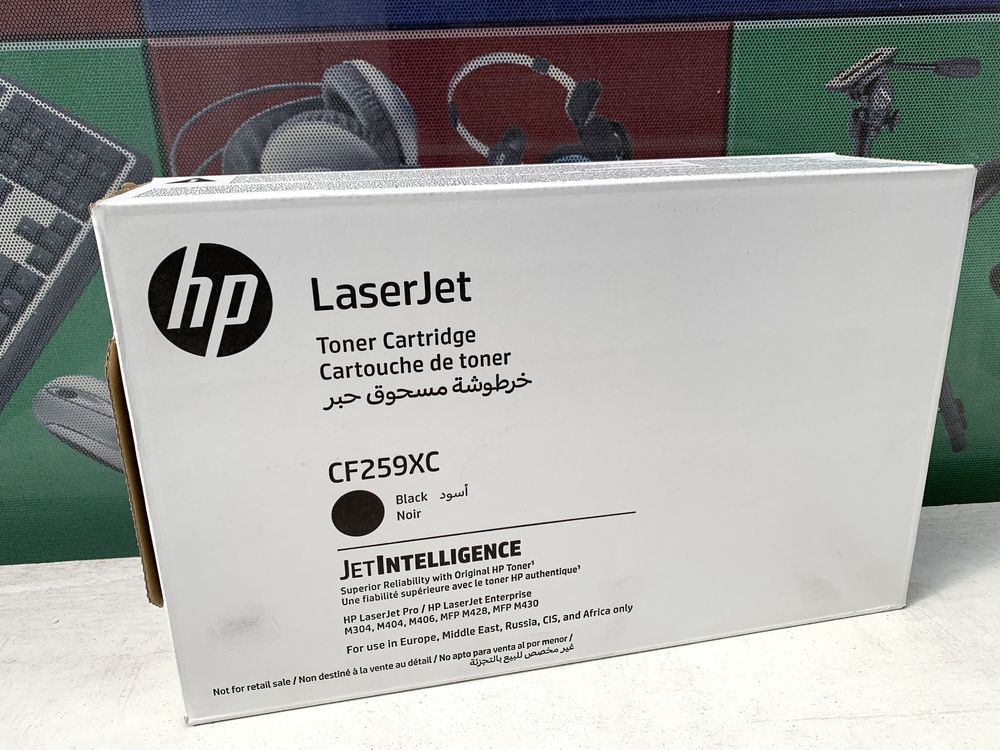 hp
LaserJet
Toner Cartridge
Cartouche de toner
خرطوشة مسحوق حبر
CF259XC
Black أسود
Noir
JETINTELLIGENCE
Superior Reliability with Original HP Toner¹
Une fiabilité supérieure avec le toner HP authentique¹
HP LaserJet Pro / HP LaserJet Enterprise
M304, M404, M406, MFP M428, MFP M430
For use in Europe, Middle East, Russia, CIS, and Africa only
Not for retail sale / Non destiné à la vente au détail / No apto para venta al por menor /
غير مخصص للبيع بالتجزئة